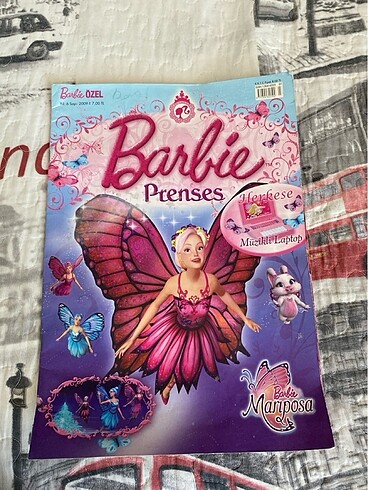 Barbie ÖZEL
Barbie
Prenses
Herkese
Müzikli Laptop
Barbie
Mariposa